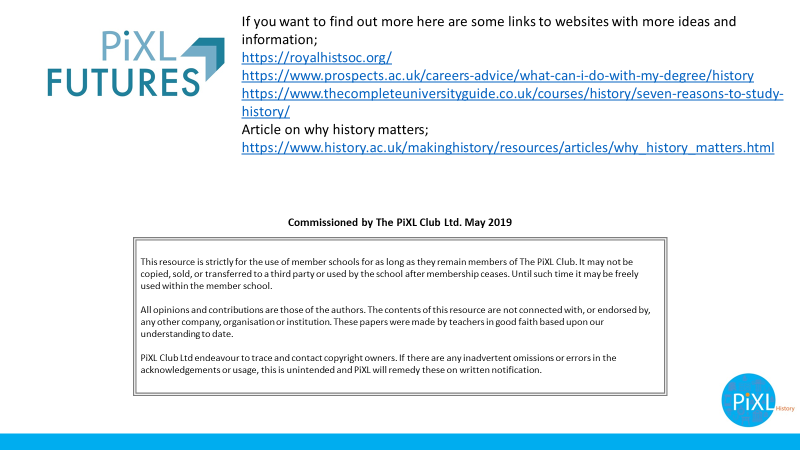 PiXL
FUTURES
If you want to find out more here are some links to websites with more ideas and
information;
https://royalhistsoc.org/
https://www.prospects.ac.uk/careers-advice/what-can-i-do-with-my-degree/history
https://www.thecompleteuniversityguide.co.uk/courses/history/seven-reasons-to-study-
history/
Article on why history matters;
https://www.history.ac.uk/makinghistory/resources/articles/why_history_matters.html
Commissioned by The PiXL Club Ltd. May 2019
This resource is strictly for the use of member schools for as long as they remain members of The PiXL Club. It may not be
copied, sold, or transferred to a third party or used by the school after membership ceases. Until such time it may be freely
used within the member school.
All opinions and contributions are those of the authors. The contents of this resource are not connected with, or endorsed by,
any other company, organisation or institution. These papers were made by teachers in good faith based upon our
understanding to date.
PiXL Club Ltd endeavour to trace and contact copyright owners. If there are any inadvertent omissions or errors in the
acknowledgements or usage, this is unintended and PiXL will remedy these on written notification.
PiXL History